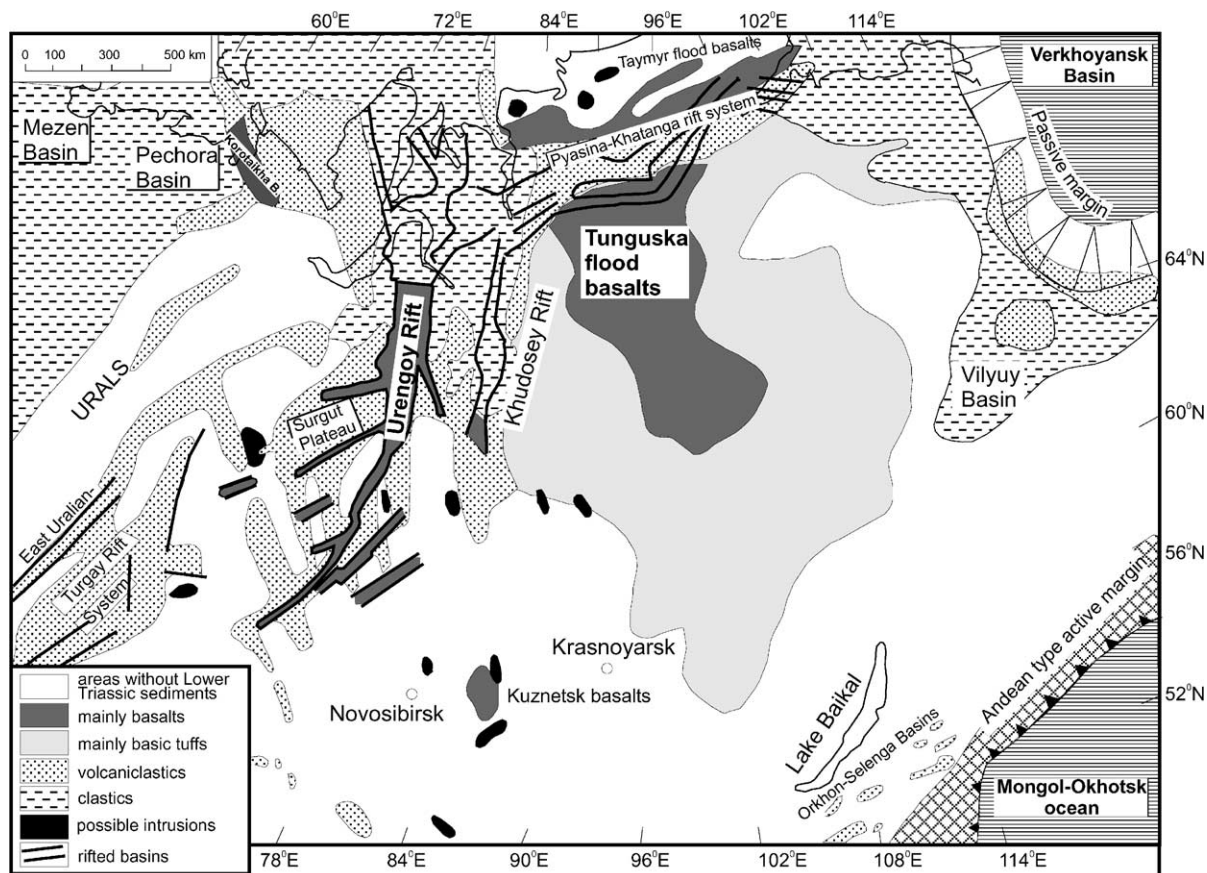 60°E 72°E 84°E 96°E 102°E 114°E
0 100 300 500 km
Taymyr flood basalts
Verkhoyansk
Basin
Mezen
Basin
Pechora
Basin
Korotaikha B.
Pyasina-Khatanga rift system
Passive margin
Tunguska
flood
basalts
64°N
URALS
Urengoy Rift
Khudosey Rift
Vilyuy
Basin
60°N
Surgut
Plateau
East Uralian-
Turgay Rift
System
56°N
Krasnoyarsk
Kuznetsk basalts
Novosibirsk
Andean type active margin
52°N
Lake Baikal
Orkhon-Selenga Basins
Mongol-Okhotsk
ocean
areas without Lower
Triassic sediments
mainly basalts
mainly basic tuffs
volcaniclastics
clastics
possible intrusions
rifted basins
78°E 84°E 90°E 102°E 108°E 114°E